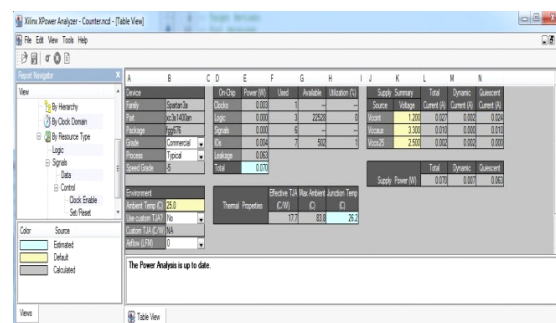 Xilinx XPower Analyzer - Counter.ncd - [Table View]
File Edit View Tools Help
Report Navigator X
View
By Hierarchy
By Clock Domain
By Resource Type
Logic
Signals
Data
Control
Clock Enable
Set/Reset
Color Source
Estimated
Default
Calculated
Views
A B C D E F G H I J K L M N
Device
Family Spartan3a
Part xc3s1400an
Package fgg676
Grade Commercial
Process Typical
Speed Grade -5
Environment
Ambient Temp (C) 25.0
Use custom TJA? No
Custom TJA (C/W) NA
Airflow (LFM) 0
On-Chip Power (W) Used Available Utilization (%)
Clocks 0.003 1 -- --
Logic 0.000 3 22528 0
Signals 0.000 6 -- --
IOs 0.004 7 502 1
Leakage 0.063
Total 0.070
Effective TJA Max Ambient Junction Temp
Thermal Properties (C/W) (C) (C)
17.7 83.8 26.2
Supply Summary Total Dynamic Quiescent
Source Voltage Current (A) Current (A) Current (A)
Vccint 1.200 0.027 0.002 0.024
Vccaux 3.300 0.010 0.000 0.010
Vcco25 2.500 0.002 0.002 0.000
Total Dynamic Quiescent
Supply Power (W) 0.070 0.007 0.063
The Power Analysis is up to date.
Table View